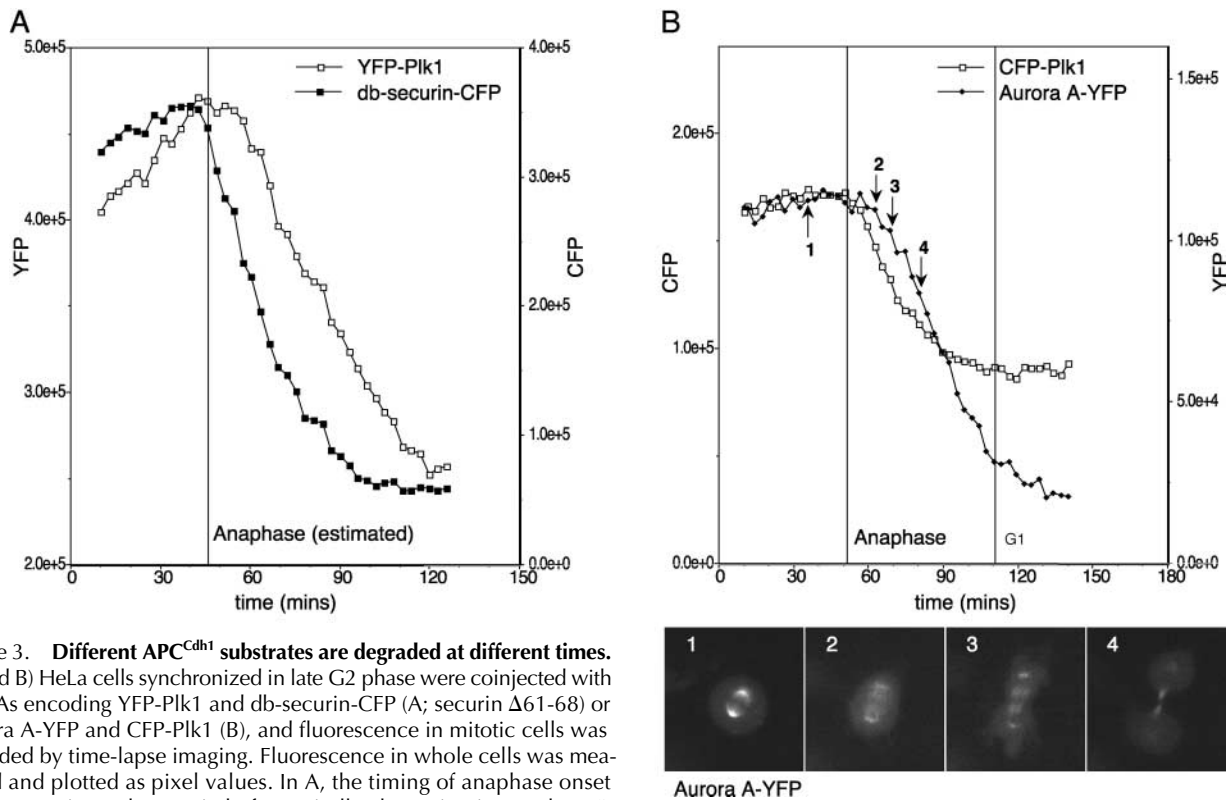 A
5.0e+5
4.0e+5
3.0e+5
2.0e+5
YFP
4.0e+5
3.0e+5
2.0e+5
1.0e+5
0.0e+0
CFP
YFP-Plk1
db-securin-CFP
Anaphase (estimated)
0 30 60 90 120 150
time (mins)
B
2.0e+5
1.0e+5
0.0e+0
CFP
1.5e+5
1.0e+5
5.0e+4
0.0e+0
YFP
CFP-Plk1
Aurora A-YFP
1
2
3
4
Anaphase
G1
0 30 60 90 120 150 180
time (mins)
1 2 3 4
Aurora A-YFP
e 3. Different APCCdh1 substrates are degraded at different times.
d B) HeLa cells synchronized in late G2 phase were coinjected with
As encoding YFP-Plk1 and db-securin-CFP (A; securin Δ61-68) or
ra A-YFP and CFP-Plk1 (B), and fluorescence in mitotic cells was
ded by time-lapse imaging. Fluorescence in whole cells was mea-
d and plotted as pixel values. In A, the timing of anaphase onset